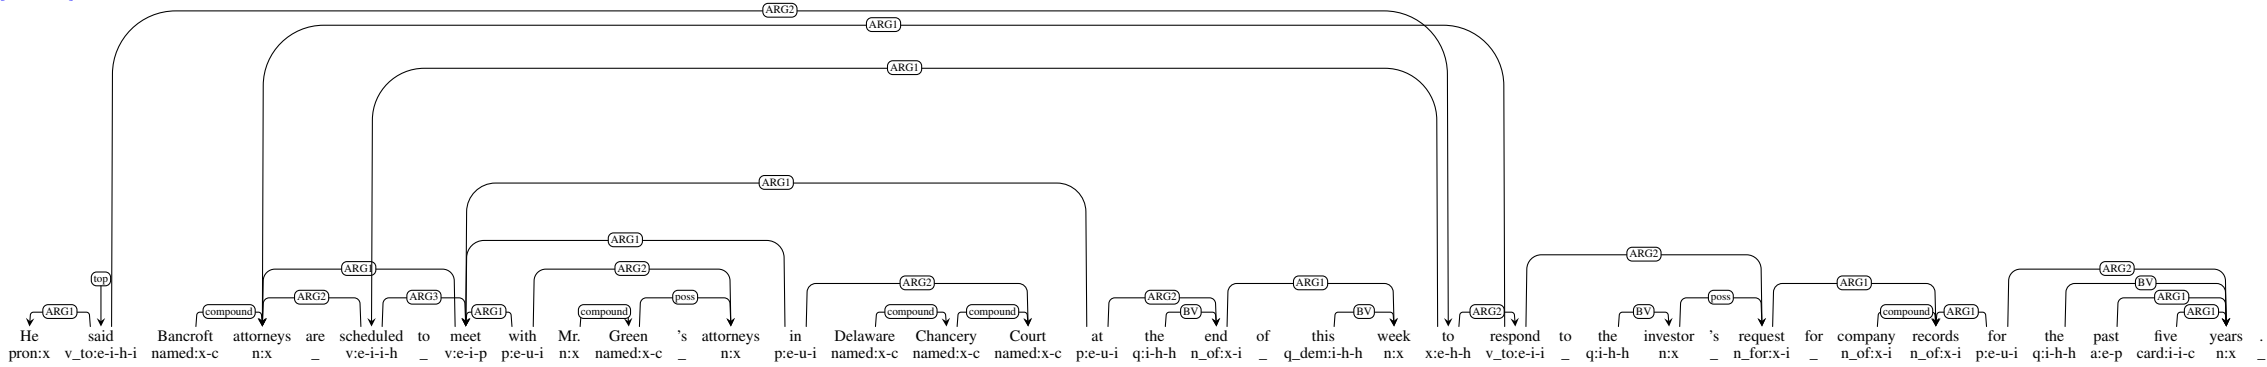 ARG2
ARG1
ARG1
ARG1
ARG1
ARG1 ARG2 ARG2 ARG1 ARG2 ARG2
top ARG2 ARG3 poss ARG2 poss ARG1 BV
ARG1 compound ARG1 compound compound compound BV BV ARG2 BV compound ARG1 ARG1 ARG1
He said Bancroft attorneys are scheduled to meet with Mr. Green 's attorneys in Delaware Chancery Court at the end of this week to respond to the investor 's request for company records for the past five years .
pron:x v_to:e-i-h-i named:x-c n:x _ v:e-i-i-h _ v:e-i-p p:e-u-i n:x named:x-c _ n:x p:e-u-i named:x-c named:x-c named:x-c p:e-u-i q:i-h-h n_of:x-i _ q_dem:i-h-h n:x x:e-h-h v_to:e-i-i _ q:i-h-h n:x _ n_for:x-i _ n_of:x-i n_of:x-i p:e-u-i q:i-h-h a:e-p card:i-i-c n:x _